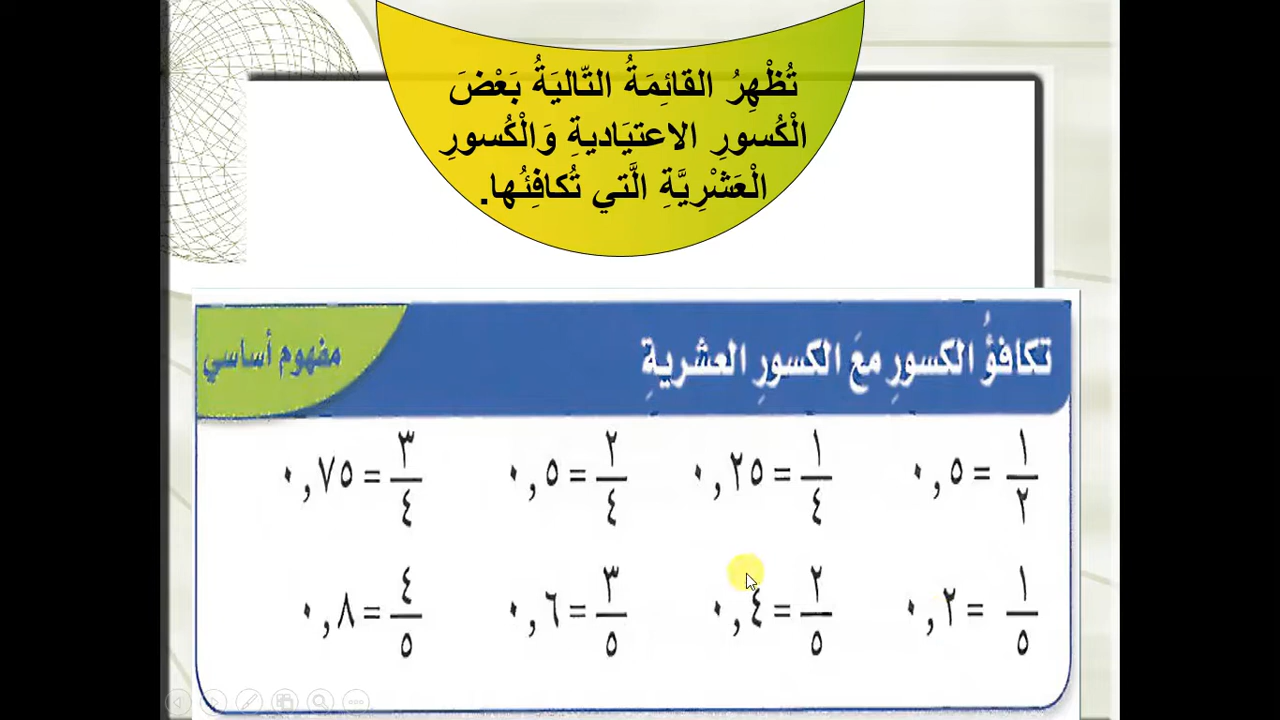 تُظْهِرُ القائِمَةُ التّاليَةُ بَعْضَ
الْكُسورِ الاعتيَاديةِ وَالْكُسورِ
الْعَشْرِيَّةِ الَّتي تُكافِئُها.
تكافؤُ الكسورِ معَ الكسورِ العشريةِ
مفهوم أساسي
١/٢ = ٠,٥ ١/٤ = ٠,٢٥ ٢/٤ = ٠,٥ ٣/٤ = ٠,٧٥
١/٥ = ٠,٢ ٢/٥ = ٠,٤ ٣/٥ = ٠,٦ ٤/٥ = ٠,٨